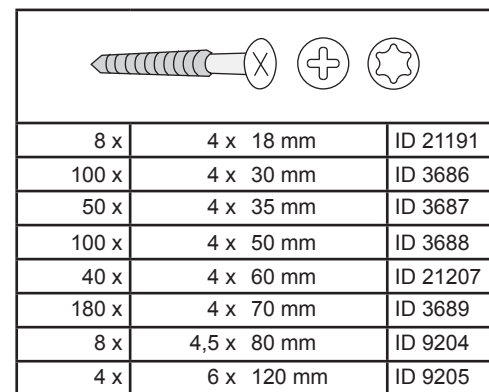 8 x 4 x 18 mm ID 21191
100 x 4 x 30 mm ID 3686
50 x 4 x 35 mm ID 3687
100 x 4 x 50 mm ID 3688
40 x 4 x 60 mm ID 21207
180 x 4 x 70 mm ID 3689
8 x 4,5 x 80 mm ID 9204
4 x 6 x 120 mm ID 9205